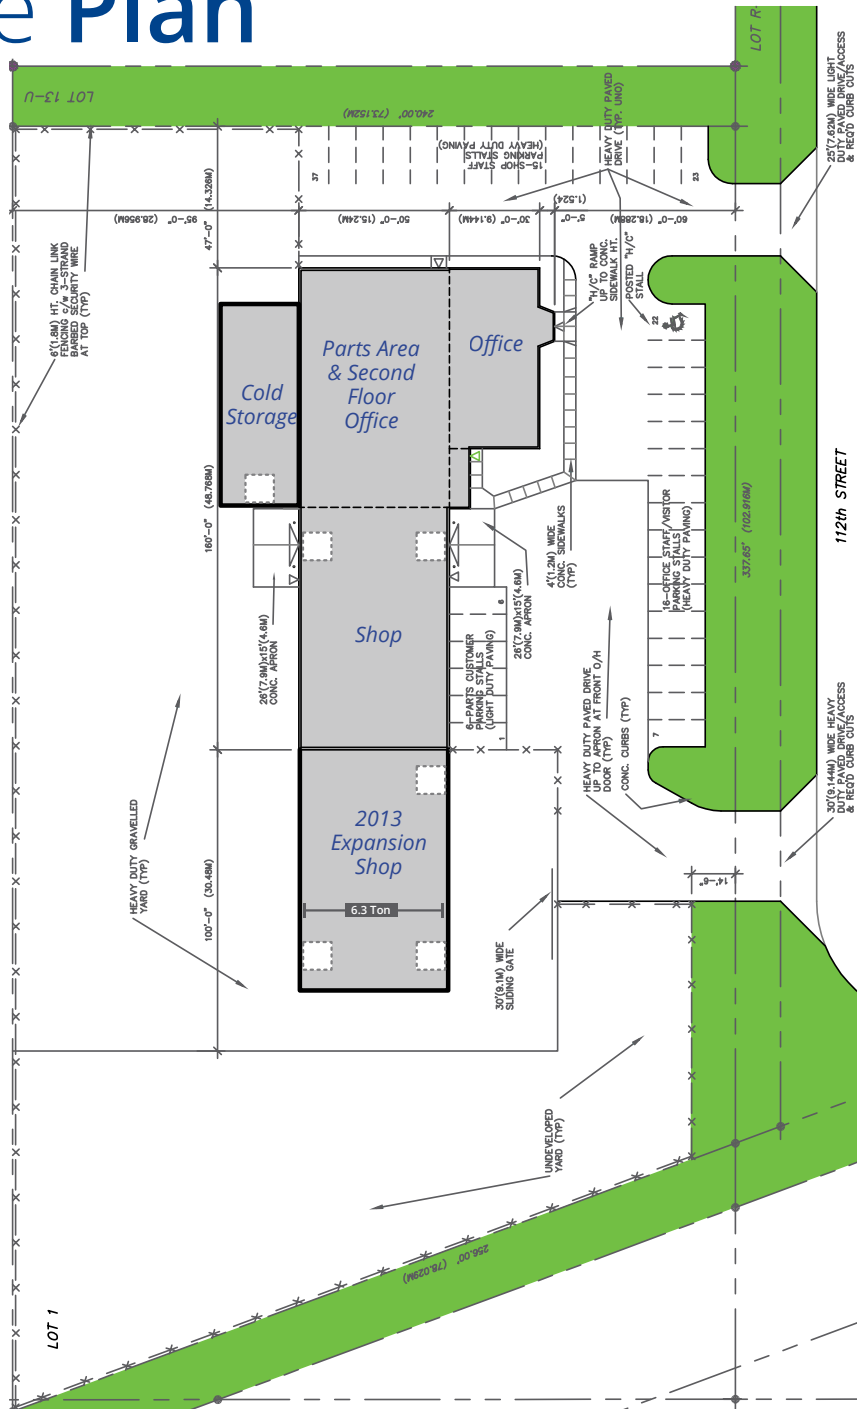 e Plan
LOT R-
LOT 13-U
240.00' (73.152M)
HEAVY DUTY PAVED
DRIVE (TYP. UNO)
25'(7.62M) WIDE LIGHT
DUTY PAVED DRIVE/ACCESS
& REQ'D CURB CUTS
15-SHOP STAFF
PARKING STALLS
(HEAVY DUTY PAVING)
37
23
47'-0" (14.326M)
95'-0" (28.956M)
50'-0" (15.24M)
30'-0" (9.144M)
5'-0"
(1.524)
60'-0" (18.288M)
6'(1.8M) HT. CHAIN LINK
FENCING c/w 3-STRAND
BARBED SECURITY WIRE
AT TOP (TYP)
"H/C" RAMP
UP TO CONC.
SIDEWALK HT.
POSTED "H/C"
STALL
22
Office
Parts Area
& Second
Floor
Office
Cold
Storage
160'-0" (48.768M)
112th STREET
337.65' (102.916M)
16-OFFICE STAFF/VISITOR
PARKING STALLS
(HEAVY DUTY PAVING)
4'(1.2M) WIDE
CONC. SIDEWALKS
(TYP)
26'(7.9M)x15'(4.6M)
CONC. APRON
26'(7.9M)x15'(4.6M)
CONC. APRON
Shop
6-PARTS CUSTOMER
PARKING STALLS
(LIGHT DUTY PAVING)
6
1
7
HEAVY DUTY PAVED DRIVE
UP TO APRON AT FRONT O/H
DOOR (TYP)
CONC. CURBS (TYP)
30'(9.144M) WIDE HEAVY
DUTY PAVED DRIVE/ACCESS
& REQ'D CURB CUTS
HEAVY DUTY GRAVELLED
YARD (TYP)
2013
Expansion
Shop
6.3 Ton
100'-0" (30.48M)
14'-6"
30'(9.1M) WIDE
SLIDING GATE
UNDEVELOPED
YARD (TYP)
256.00' (78.029M)
LOT 1